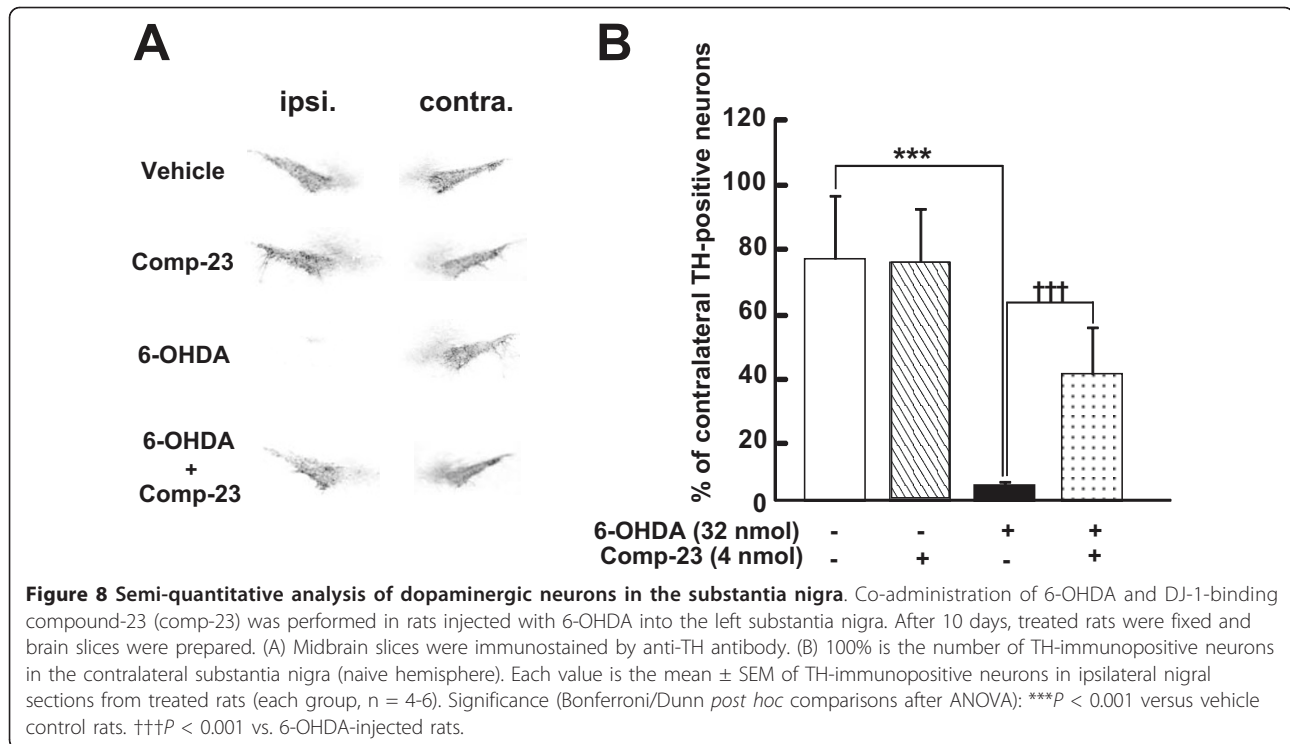 A
B
ipsi. contra.
Vehicle
Comp-23
6-OHDA
6-OHDA
+
Comp-23
% of contralateral TH-positive neurons
120
100
80
60
40
20
0
***
†††
6-OHDA (32 nmol) - - + +
Comp-23 (4 nmol) - + - +
Figure 8 Semi-quantitative analysis of dopaminergic neurons in the substantia nigra. Co-administration of 6-OHDA and DJ-1-binding
compound-23 (comp-23) was performed in rats injected with 6-OHDA into the left substantia nigra. After 10 days, treated rats were fixed and
brain slices were prepared. (A) Midbrain slices were immunostained by anti-TH antibody. (B) 100% is the number of TH-immunopositive neurons
in the contralateral substantia nigra (naive hemisphere). Each value is the mean ± SEM of TH-immunopositive neurons in ipsilateral nigral
sections from treated rats (each group, n = 4-6). Significance (Bonferroni/Dunn post hoc comparisons after ANOVA): ***P < 0.001 versus vehicle
control rats. †††P < 0.001 vs. 6-OHDA-injected rats.